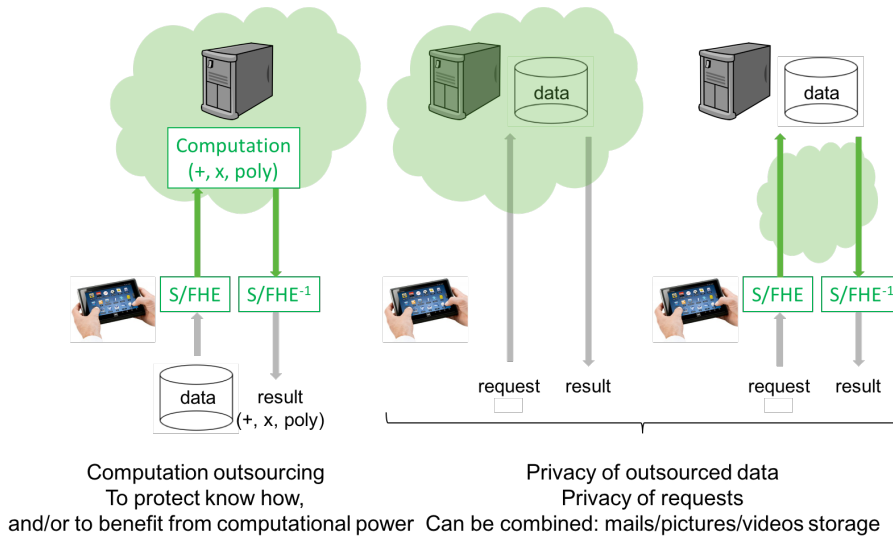 Computation
(+, x, poly)
S/FHE
S/FHE-1
data
result
(+, x, poly)
Computation outsourcing
To protect know how,
and/or to benefit from computational power
data
request
result
data
S/FHE
S/FHE-1
request
result
Privacy of outsourced data
Privacy of requests
Can be combined: mails/pictures/videos storage